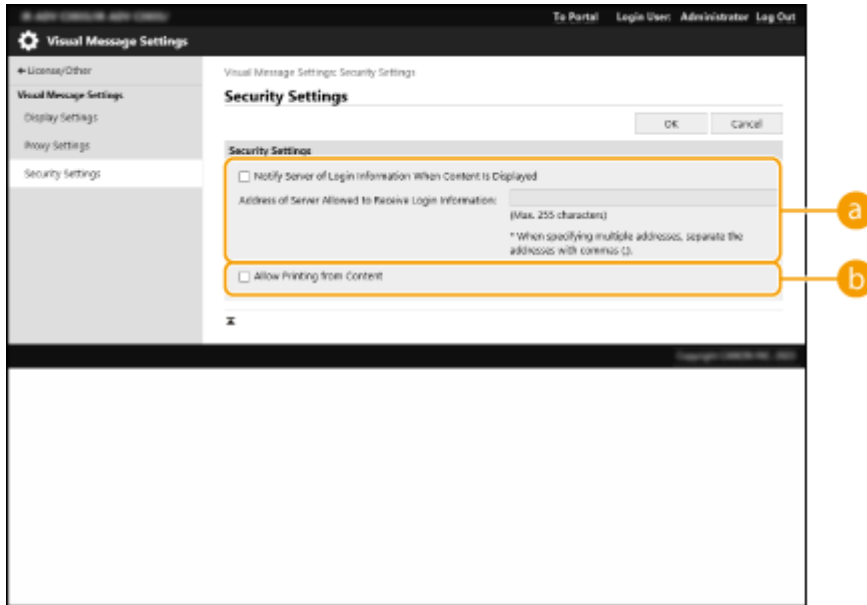 To Portal Login User: Administrator Log Out
Visual Message Settings
License/Other
Visual Message Settings: Security Settings
Visual Message Settings
Security Settings
Display Settings
OK Cancel
Proxy Settings
Security Settings
Security Settings
Notify Server of Login Information When Content Is Displayed
Address of Server Allowed to Receive Login Information:
(Max. 255 characters)
* When specifying multiple addresses, separate the
addresses with commas (,).
a
Allow Printing from Content
b